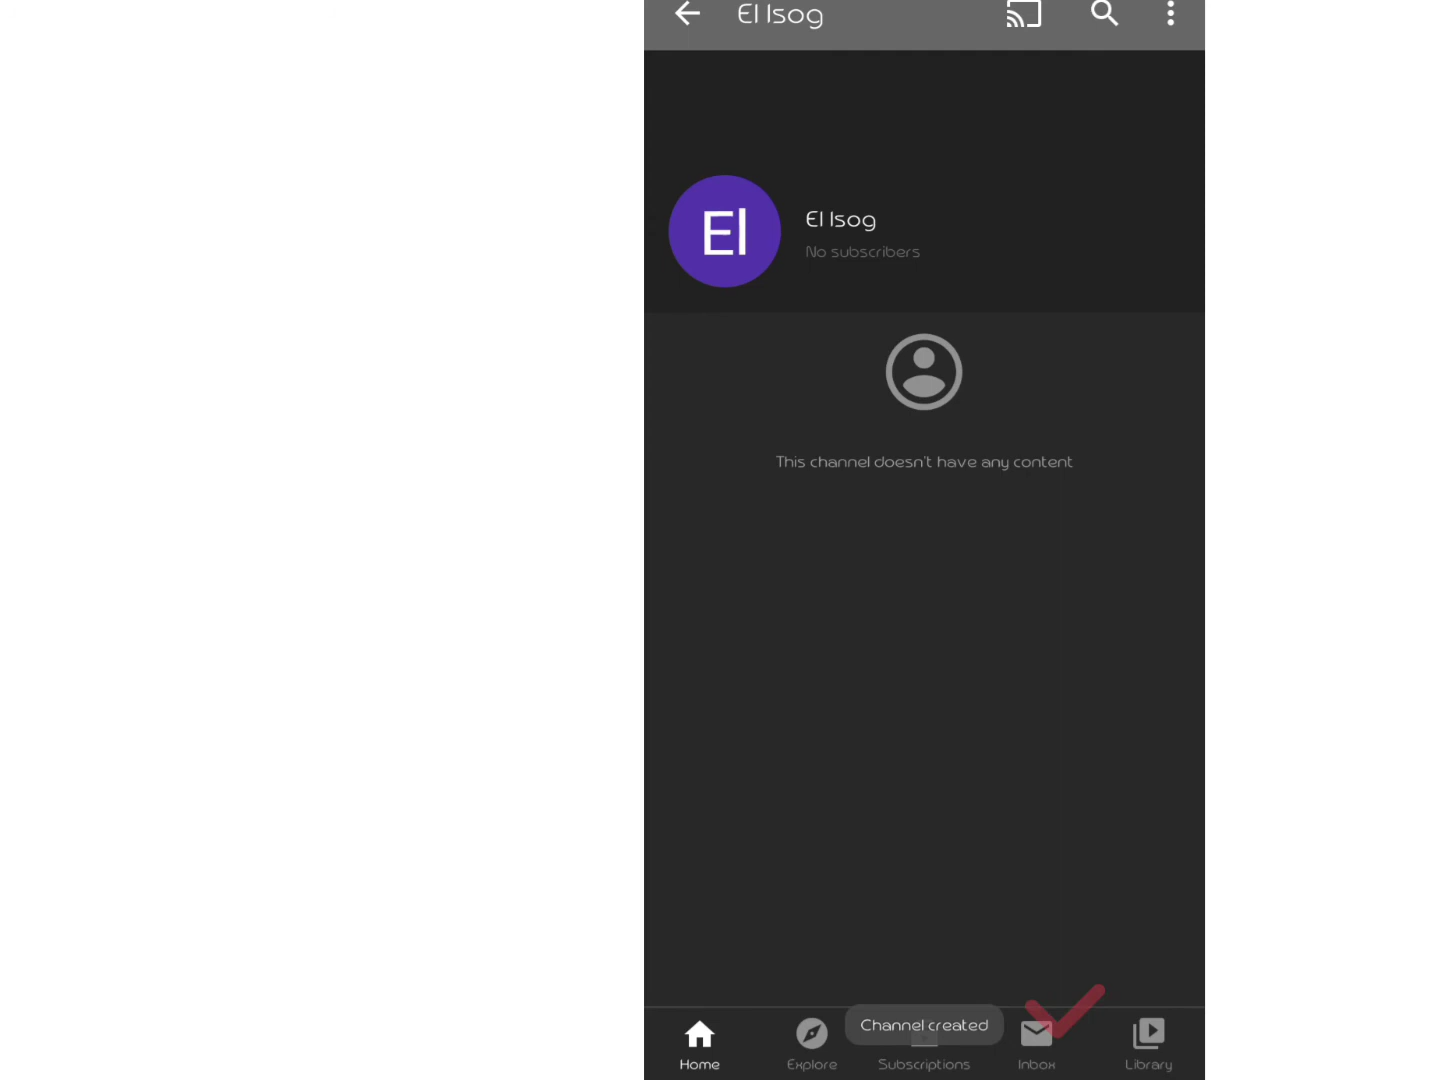 El Isog
El
El Isog
No subscribers
This channel doesn't have any content
Channel created
Home
Explore
Subscriptions
Inbox
Library